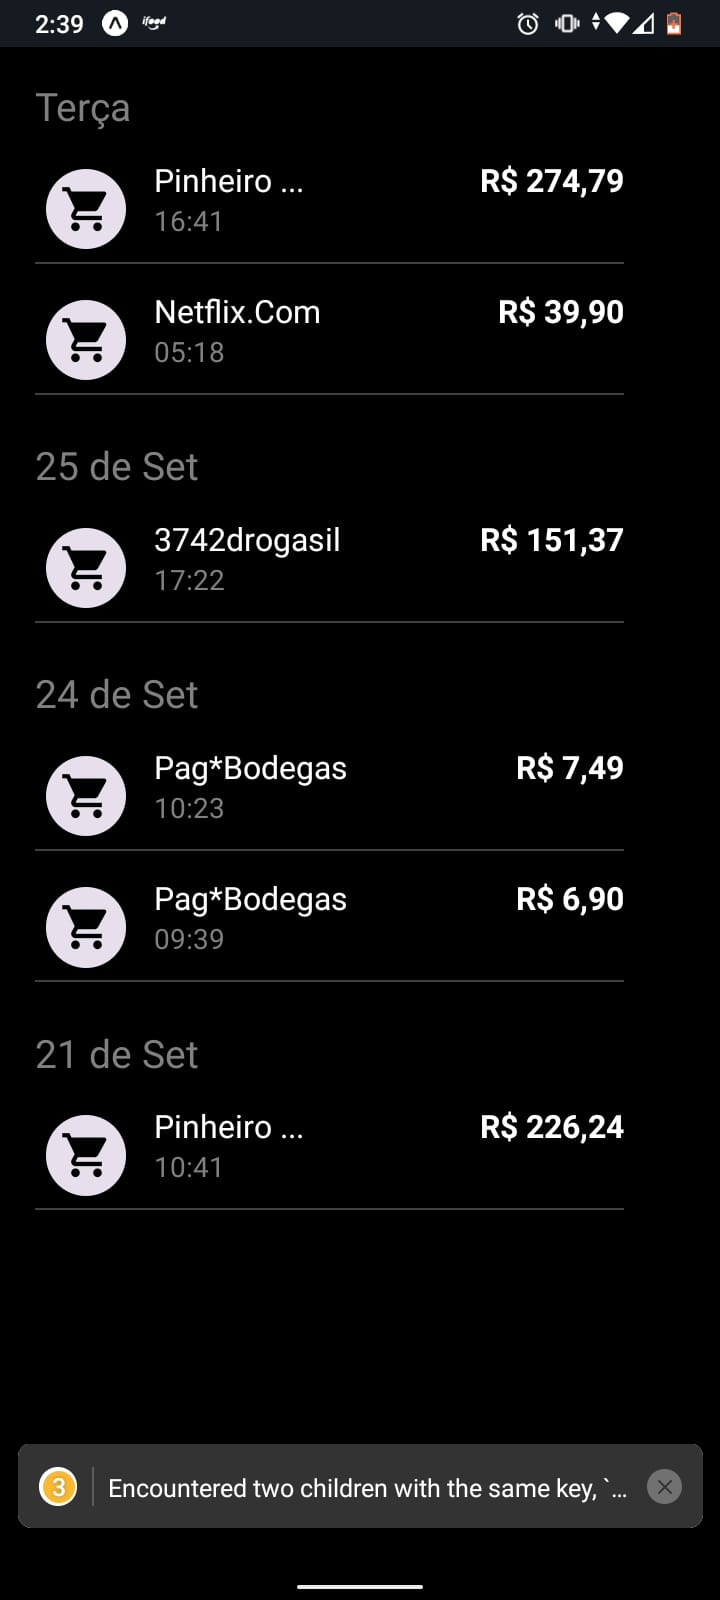 2:39 ifood
Terça
Pinheiro ... R$ 274,79
16:41
Netflix.Com R$ 39,90
05:18
25 de Set
3742drogasil R$ 151,37
17:22
24 de Set
Pag*Bodegas R$ 7,49
10:23
Pag*Bodegas R$ 6,90
09:39
21 de Set
Pinheiro ... R$ 226,24
10:41
3 Encountered two children with the same key, `...